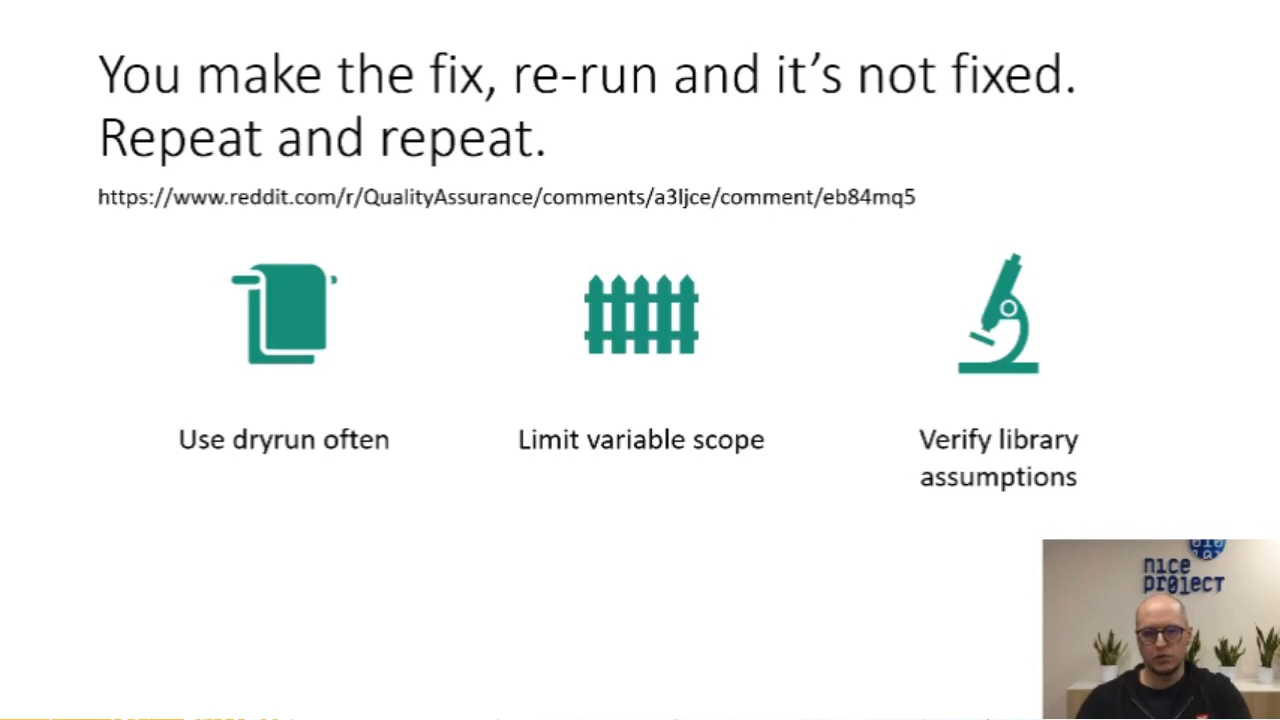 You make the fix, re-run and it's not fixed.
Repeat and repeat.
https://www.reddit.com/r/QualityAssurance/comments/a3ljce/comment/eb84mq5
Use dryrun often
Limit variable scope
Verify library
assumptions
nice
pr0ject